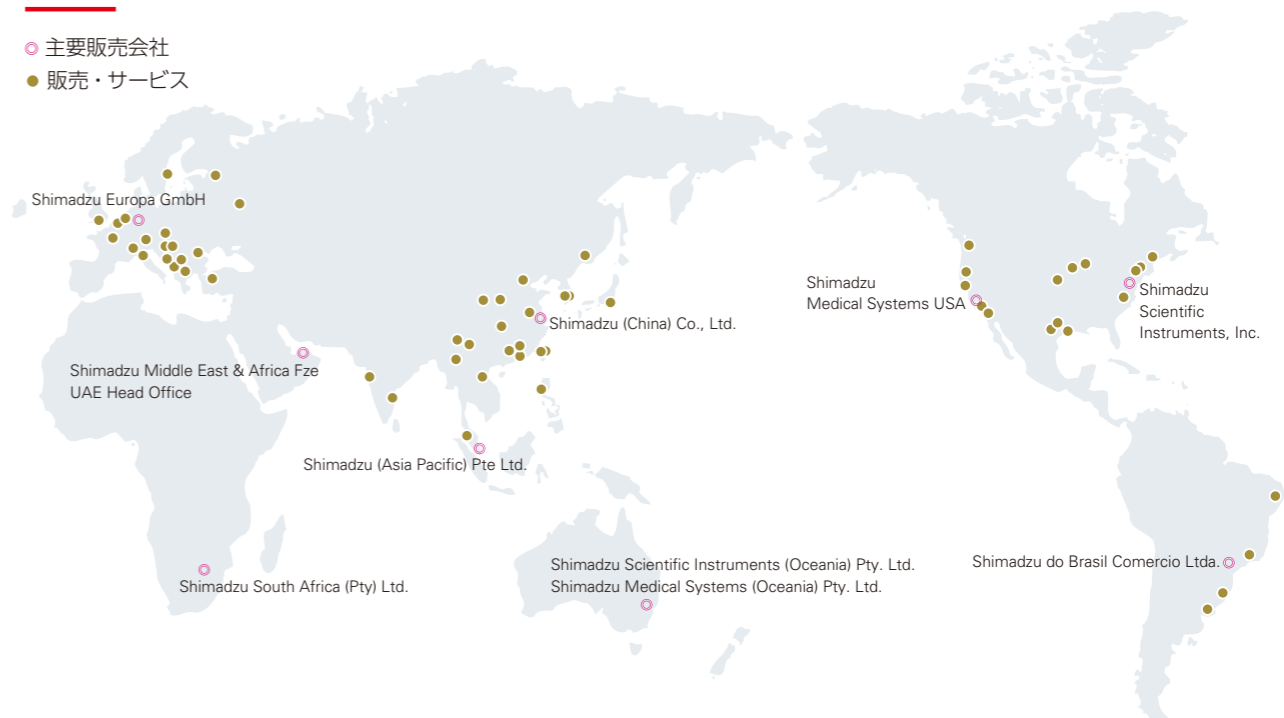 主要販売会社
販売・サービス
Shimadzu Europa GmbH
Shimadzu Middle East & Africa Fze
UAE Head Office
Shimadzu (China) Co., Ltd.
Shimadzu (Asia Pacific) Pte Ltd.
Shimadzu South Africa (Pty) Ltd.
Shimadzu Scientific Instruments (Oceania) Pty. Ltd.
Shimadzu Medical Systems (Oceania) Pty. Ltd.
Shimadzu
Medical Systems USA
Shimadzu
Scientific
Instruments, Inc.
Shimadzu do Brasil Comercio Ltda.